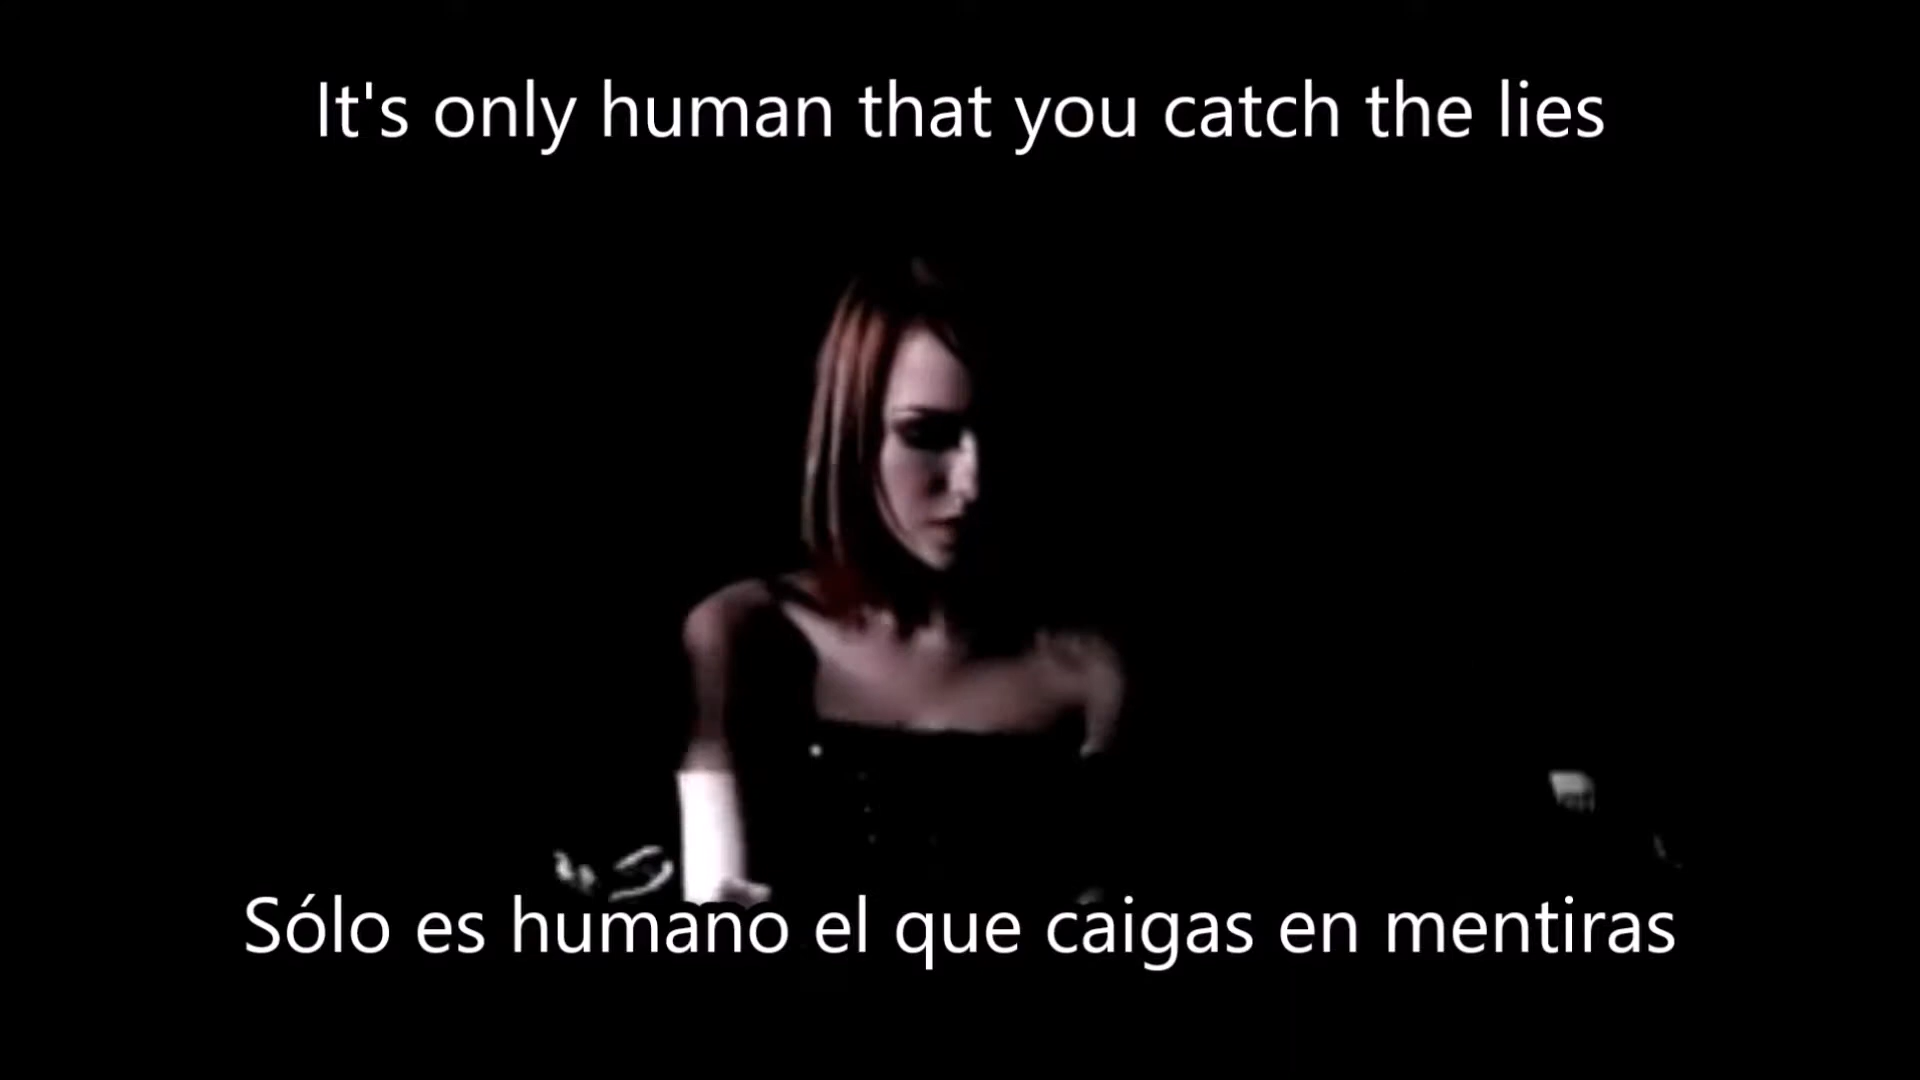 It's only human that you catch the lies
Sólo es humano el que caigas en mentiras